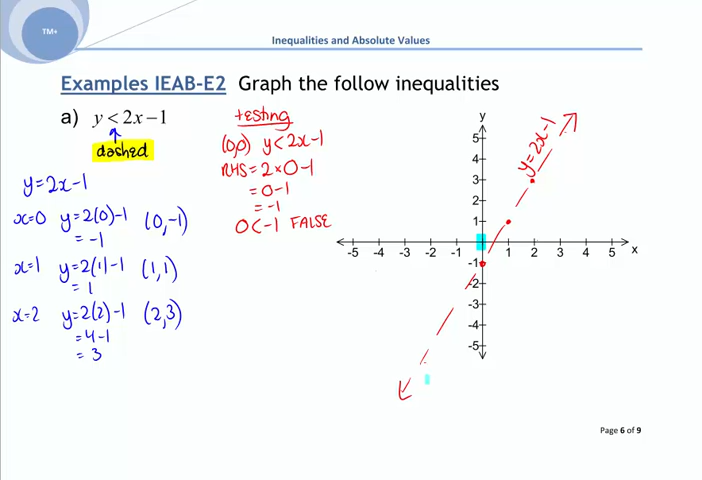 TM+
Inequalities and Absolute Values
Examples IEAB-E2 Graph the follow inequalities
a) y < 2x − 1
dashed
y=2x-1
x=0 y=2(0)-1 (0,-1)
= -1
x=1 y=2(1)-1 (1,1)
= 1
x=2 y=2(2)-1 (2,3)
= 4-1
= 3
testing
(0,0) y<2x-1
RHS=2×0-1
= 0-1
= -1
0<-1 FALSE
y
5
4
3
2
1
-5 -4 -3 -2 -1 1 2 3 4 5 x
-1
-2
-3
-4
-5
y=2x-1
Page 6 of 9